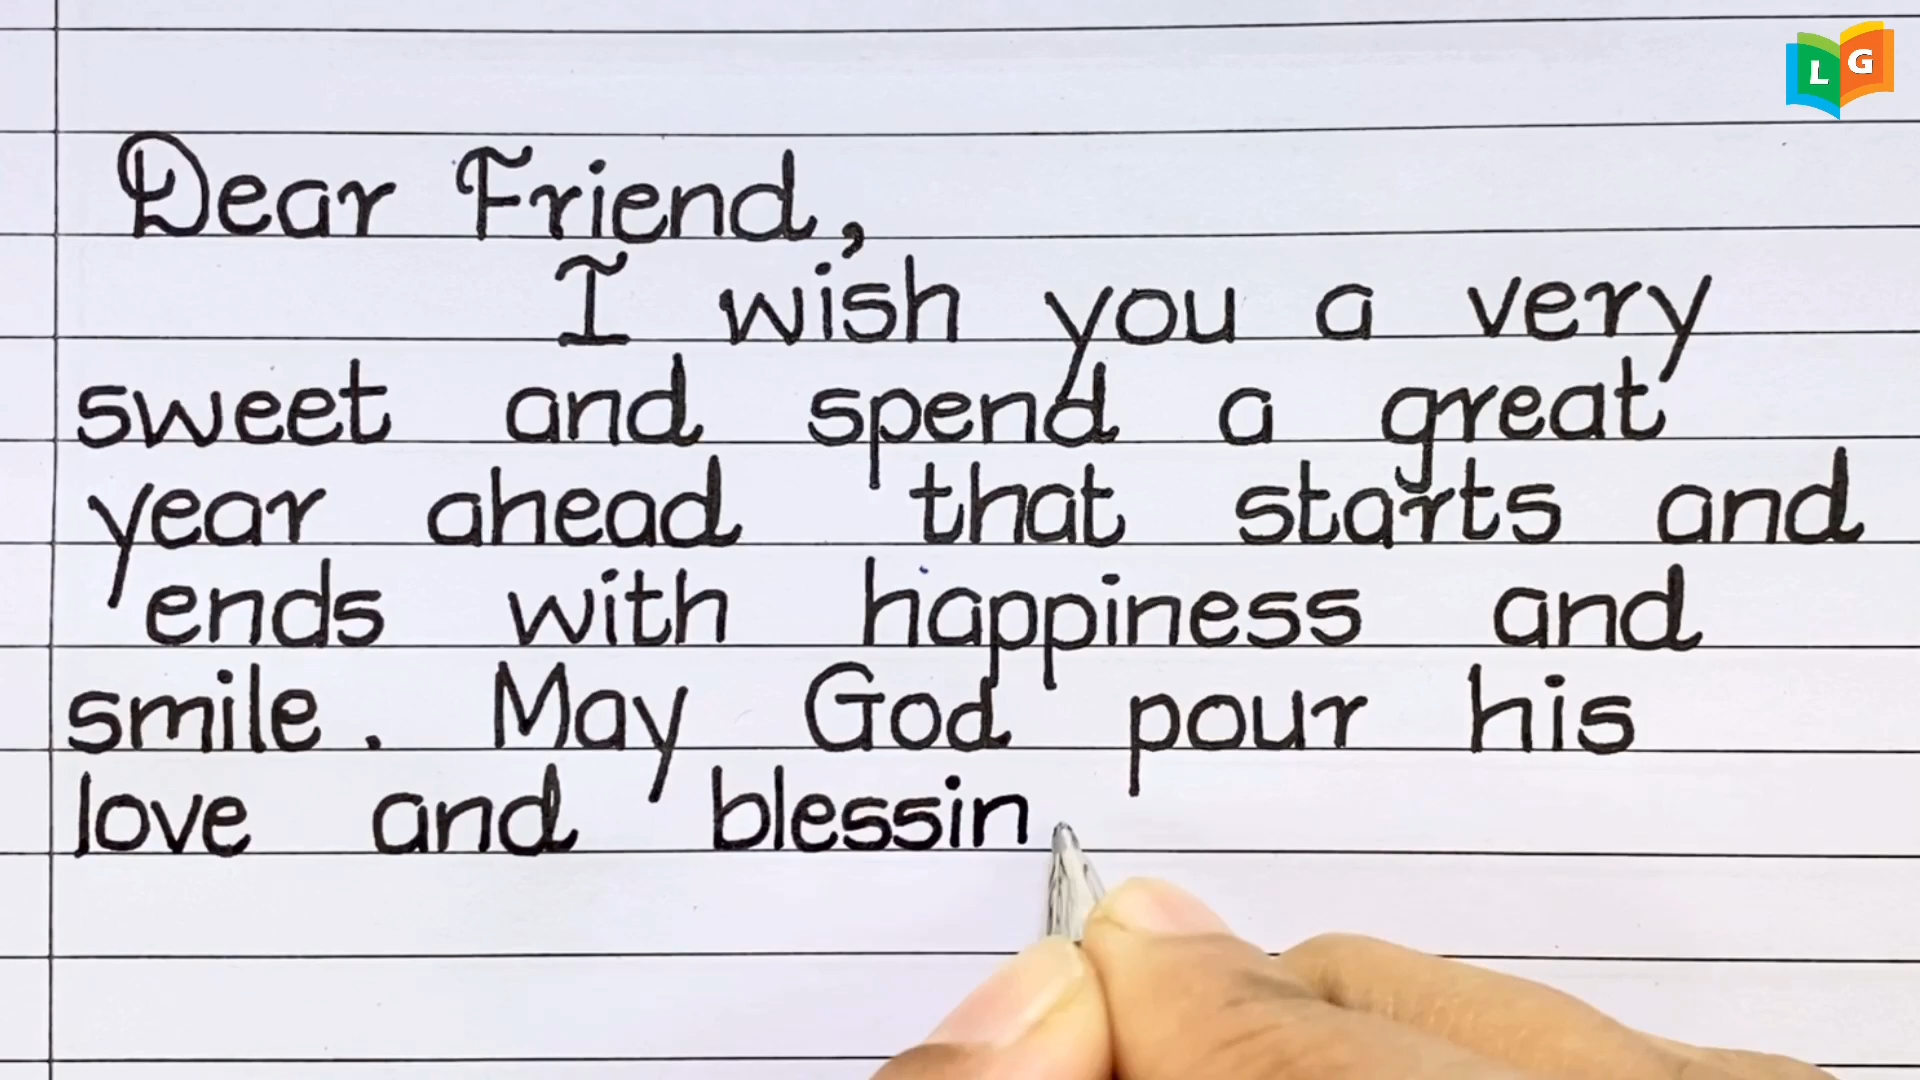 L G
Dear Friend,
I wish you a very
sweet and spend a great
year ahead that starts and
ends with happiness and
smile. May God pour his
love and blessin